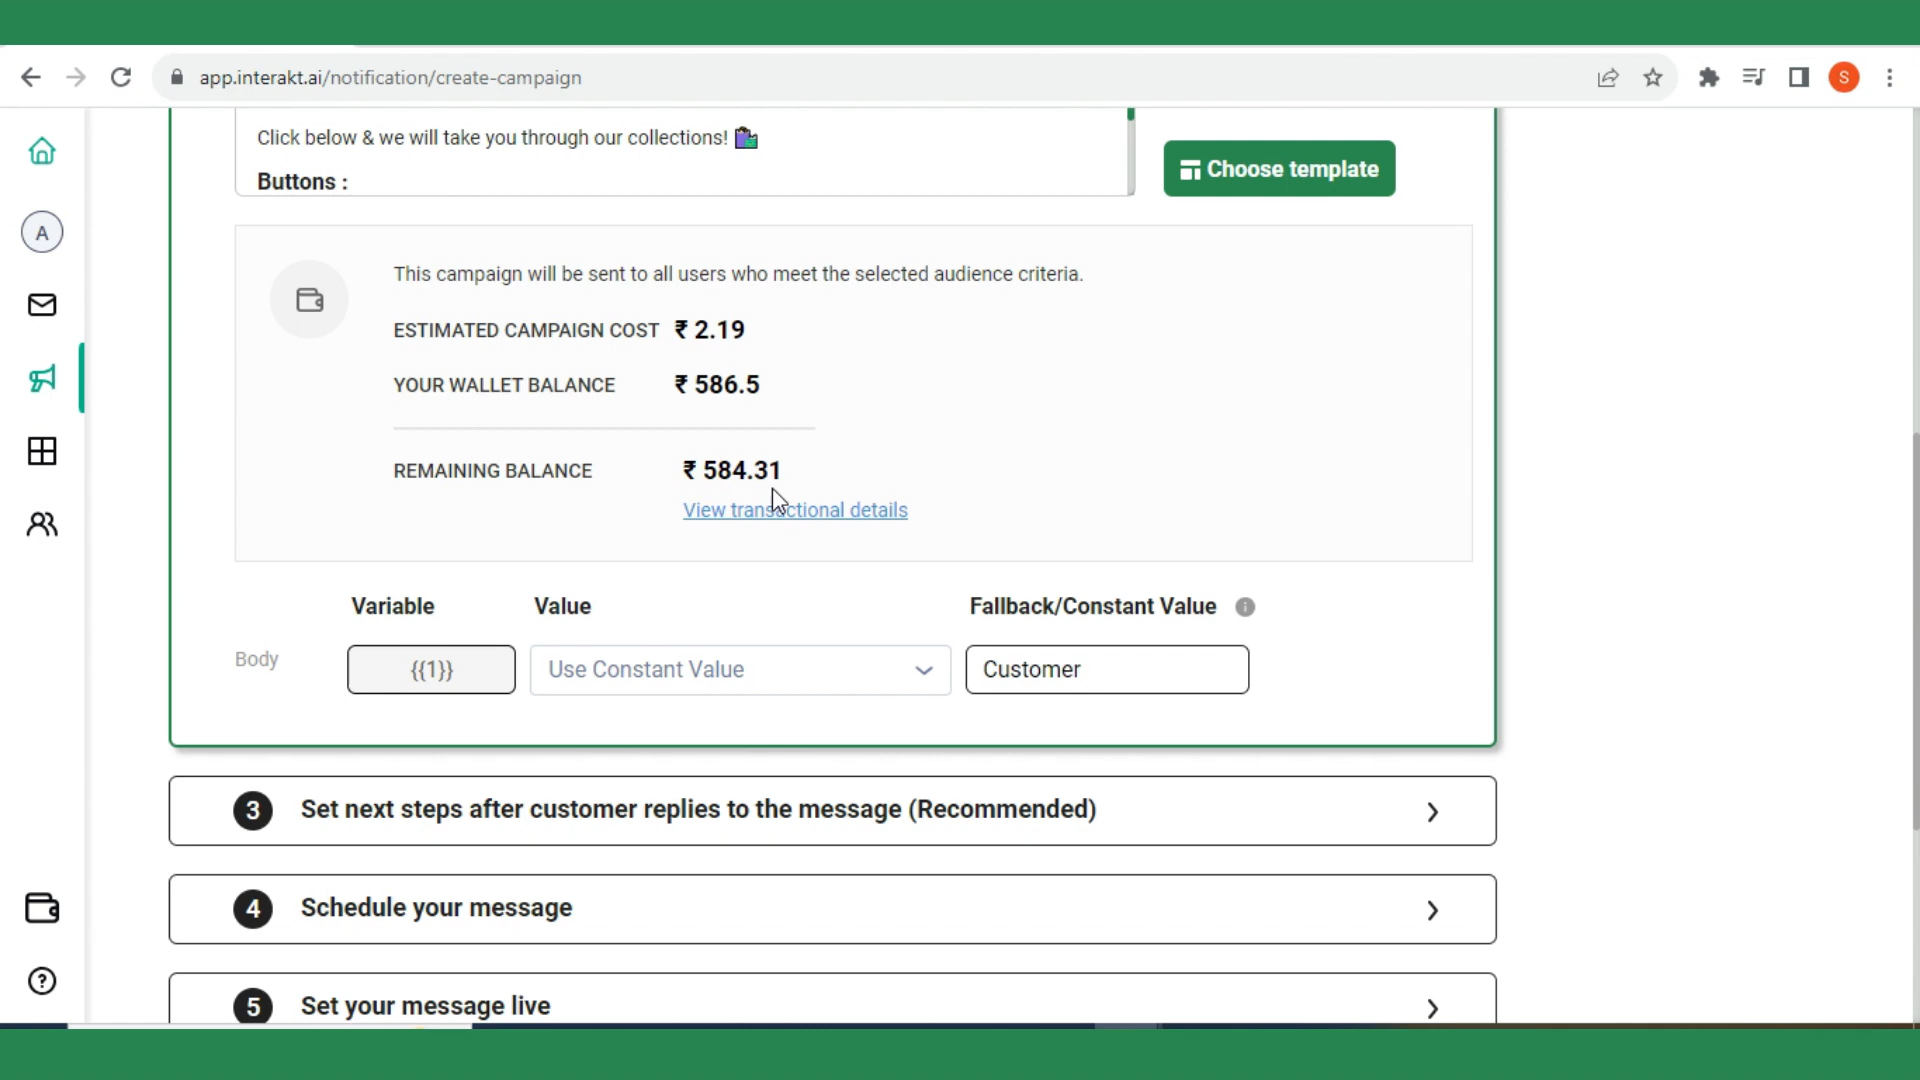 app.interakt.ai/notification/create-campaign
S
Click below & we will take you through our collections!
Buttons :
Choose template
A
This campaign will be sent to all users who meet the selected audience criteria.
ESTIMATED CAMPAIGN COST ₹ 2.19
YOUR WALLET BALANCE ₹ 586.5
REMAINING BALANCE ₹ 584.31
View transactional details
Variable Value Fallback/Constant Value
Body {{1}} Use Constant Value Customer
3 Set next steps after customer replies to the message (Recommended)
4 Schedule your message
5 Set your message live